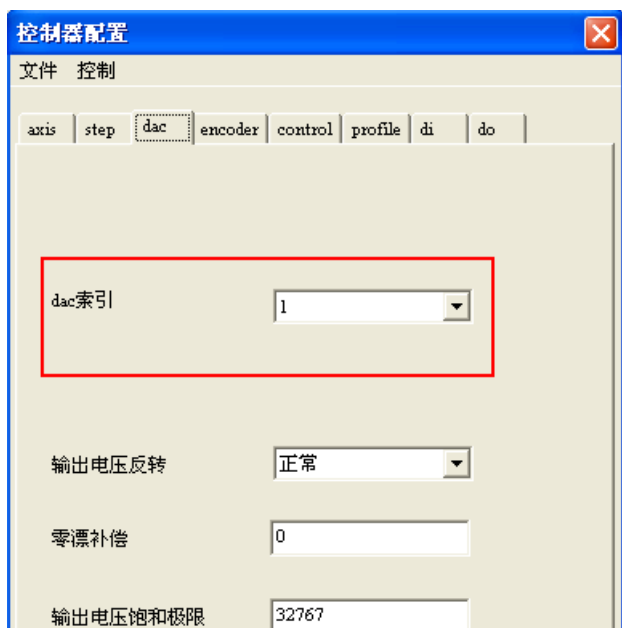 控制器配置
文件 控制
axis step dac encoder control profile di do
dac索引 1
输出电压反转 正常
零漂补偿 0
输出电压饱和极限 32767